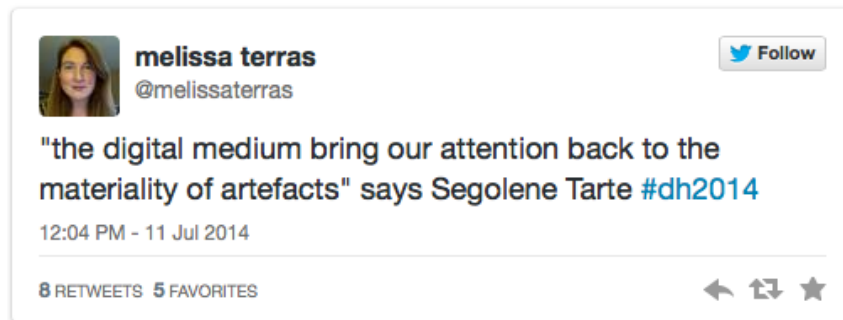 melissa terras
Follow
@melissaterras
"the digital medium bring our attention back to the
materiality of artefacts" says Segolene Tarte #dh2014
12:04 PM - 11 Jul 2014
8 RETWEETS 5 FAVORITES